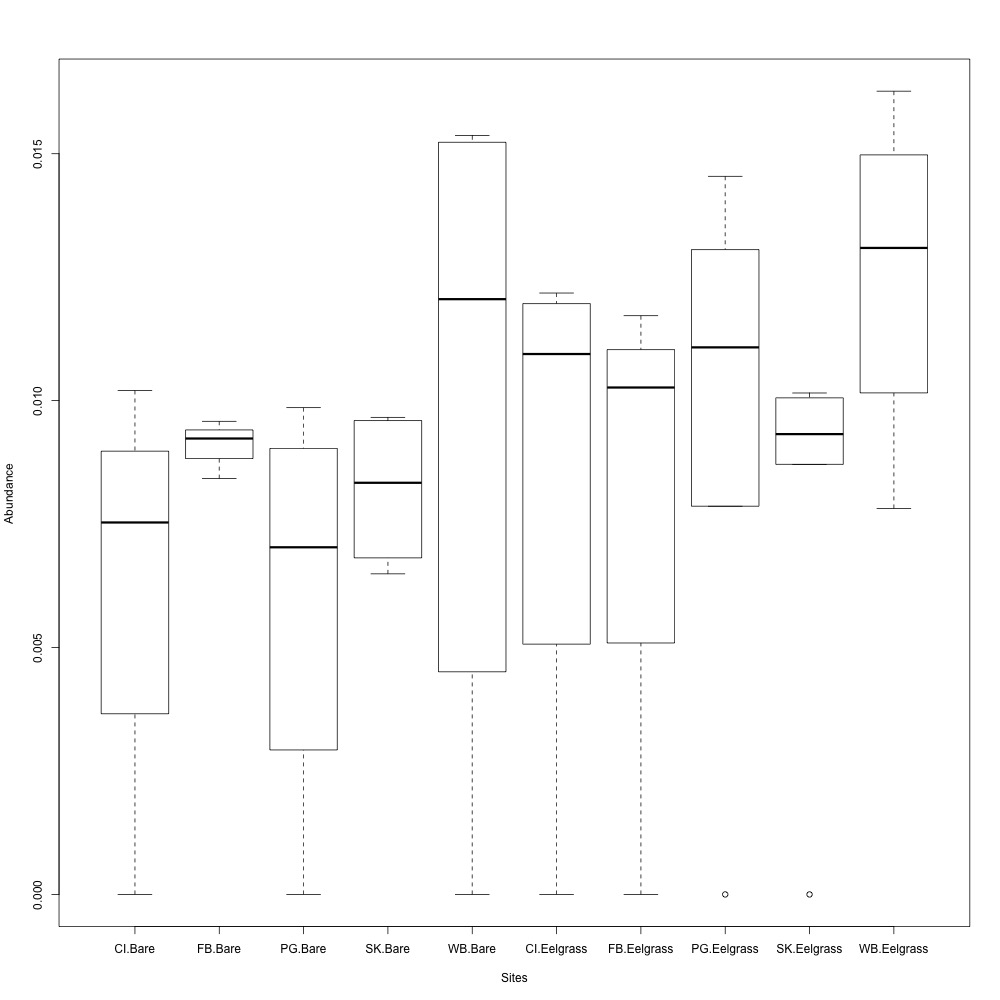 Abundance
0.015
0.010
0.005
0.000
CI.Bare FB.Bare PG.Bare SK.Bare WB.Bare CI.Eelgrass FB.Eelgrass PG.Eelgrass SK.Eelgrass WB.Eelgrass
Sites